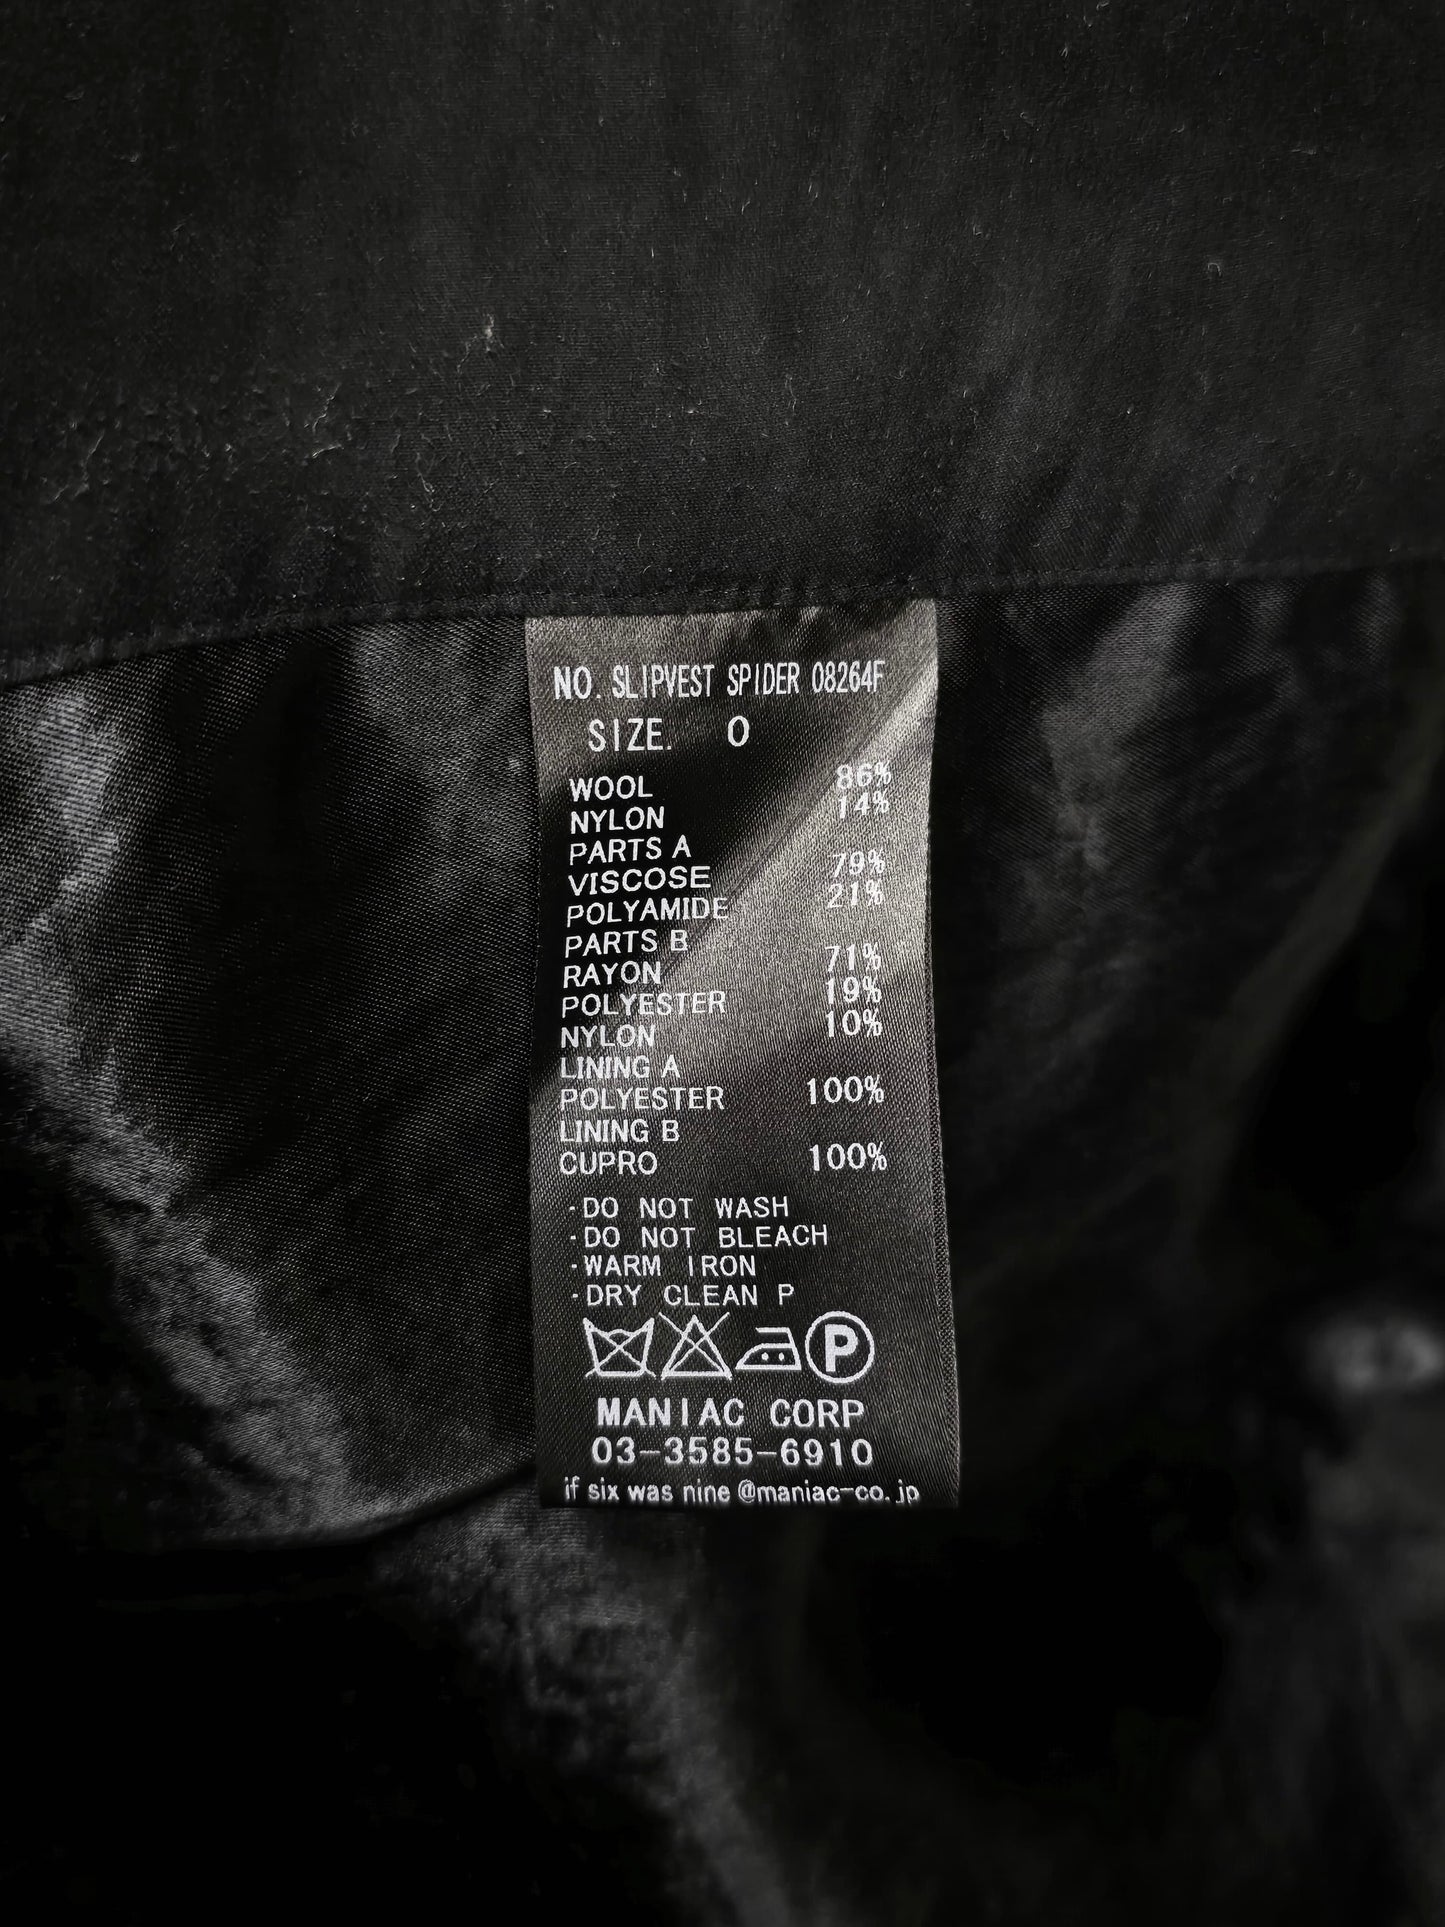 NO. SLIPVEST SPIDER 08264F
SIZE. 0
WOOL 86%
NYLON 14%
PARTS A
VISCOSE 79%
POLYAMIDE 21%
PARTS B
RAYON 71%
POLYESTER 19%
NYLON 10%
LINING A
POLYESTER 100%
LINING B
CUPRO 100%
·DO NOT WASH
·DO NOT BLEACH
·WARM IRON
·DRY CLEAN P
P
MANIAC CORP
03-3585-6910
if six was nine @maniac-co.jp